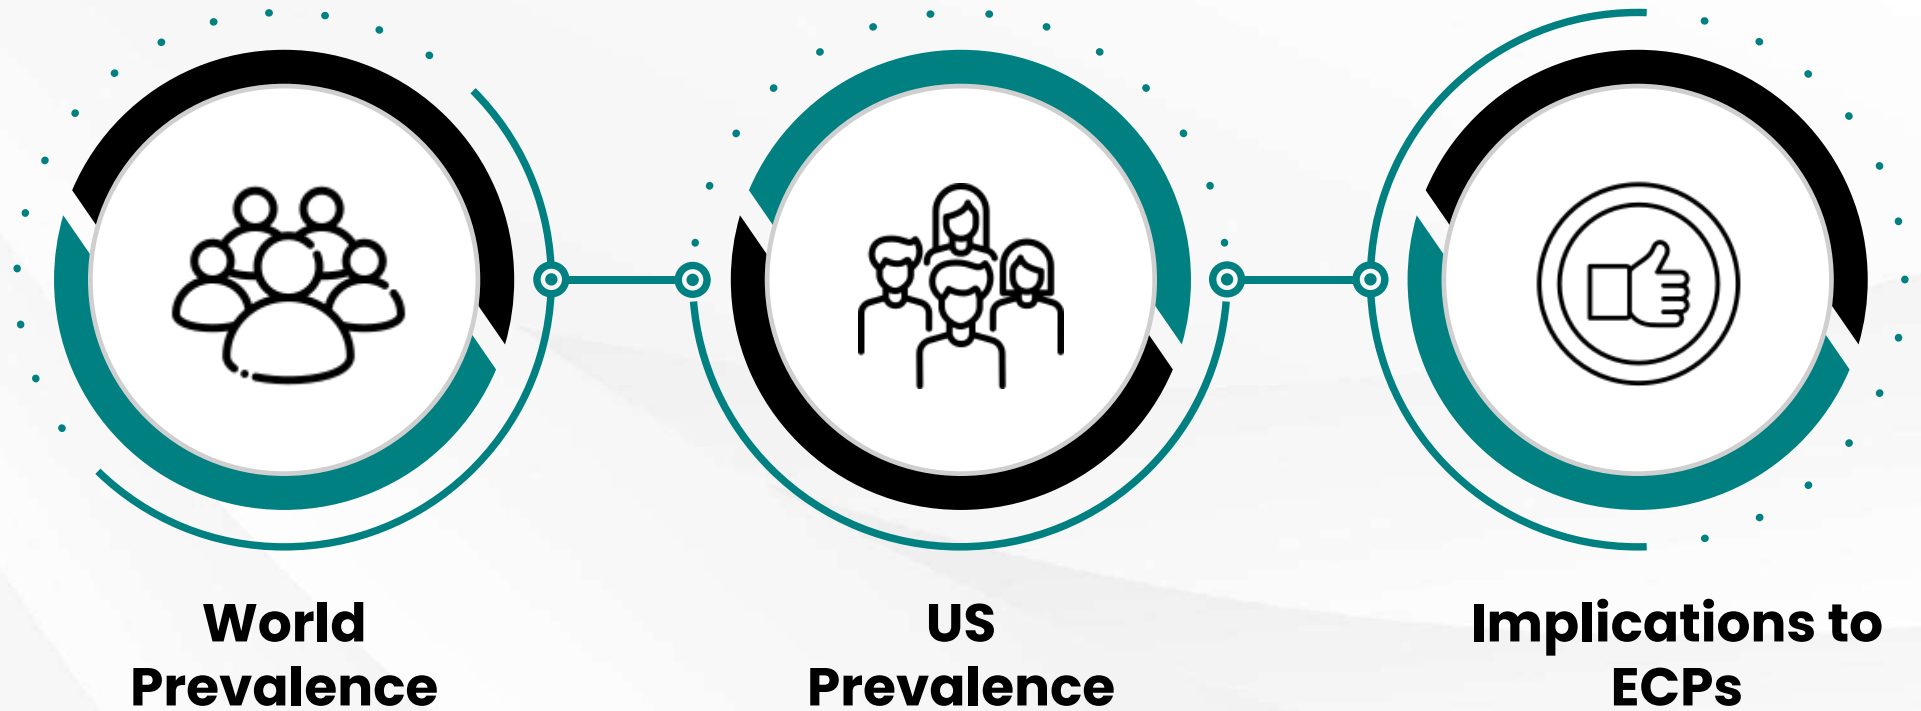 World
Prevalence
US
Prevalence
Implications to
ECPs